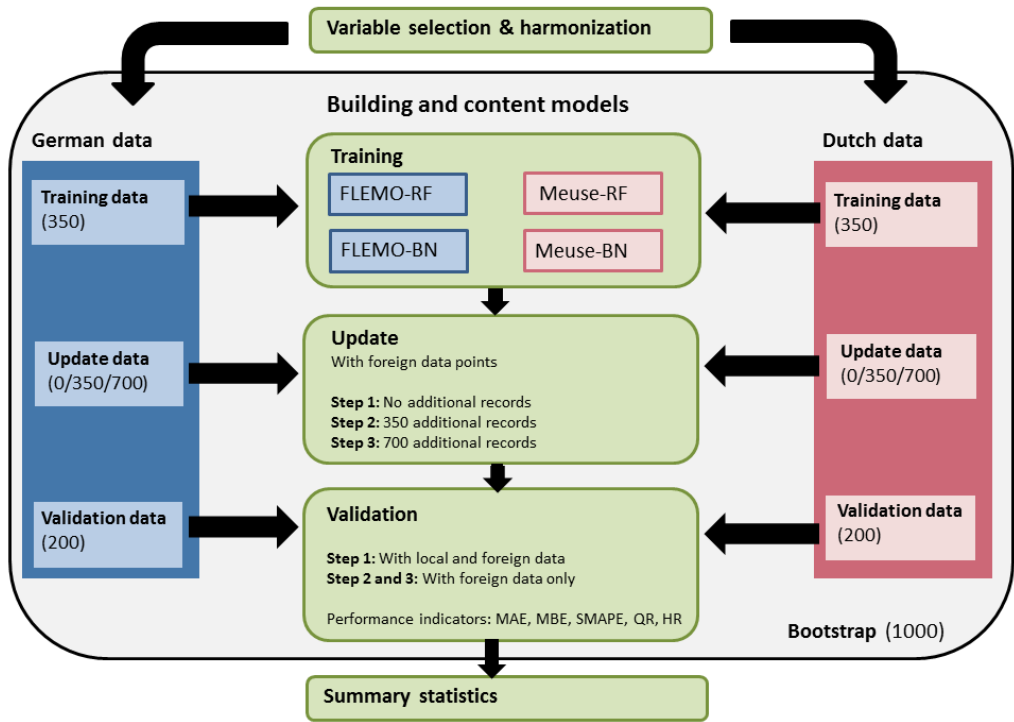 Variable selection & harmonization
Building and content models
German data
Training data
(350)
Update data
(0/350/700)
Validation data
(200)
Training
FLEMO-RF
Meuse-RF
FLEMO-BN
Meuse-BN
Update
With foreign data points
Step 1: No additional records
Step 2: 350 additional records
Step 3: 700 additional records
Validation
Step 1: With local and foreign data
Step 2 and 3: With foreign data only
Performance indicators: MAE, MBE, SMAPE, QR, HR
Dutch data
Training data
(350)
Update data
(0/350/700)
Validation data
(200)
Bootstrap (1000)
Summary statistics